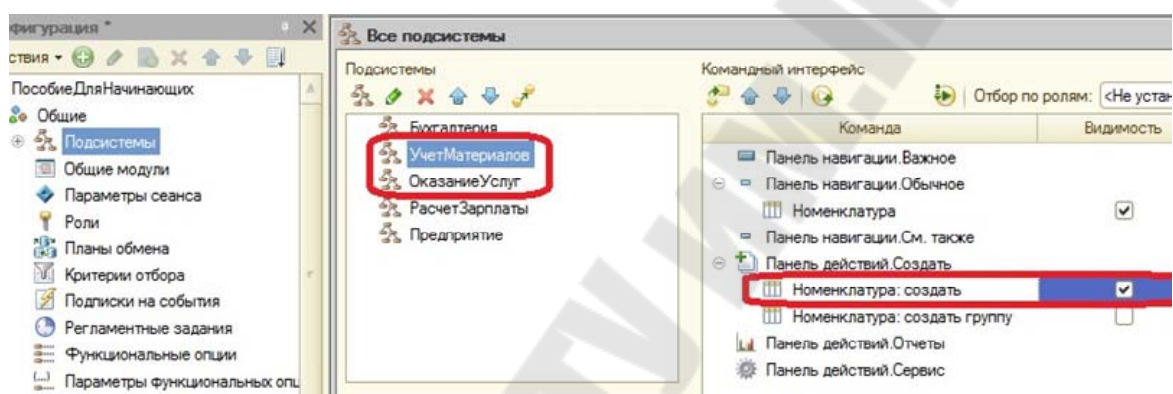 фигурация *
ствия
ПособиеДляНачинающих
Общие
Подсистемы
Общие модули
Параметры сеанса
Роли
Планы обмена
Критерии отбора
Подписки на события
Регламентные задания
Функциональные опции
Параметры функциональных опц
Все подсистемы
Подсистемы
Бухгалтерия
УчетМатериалов
ОказаниеУслуг
РасчетЗарплаты
Предприятие
Командный интерфейс
Отбор по ролям: <Не устан
Команда Видимость
Панель навигации.Важное
Панель навигации.Обычное
Номенклатура
Панель навигации.См. также
Панель действий.Создать
Номенклатура: создать
Номенклатура: создать группу
Панель действий.Отчеты
Панель действий.Сервис